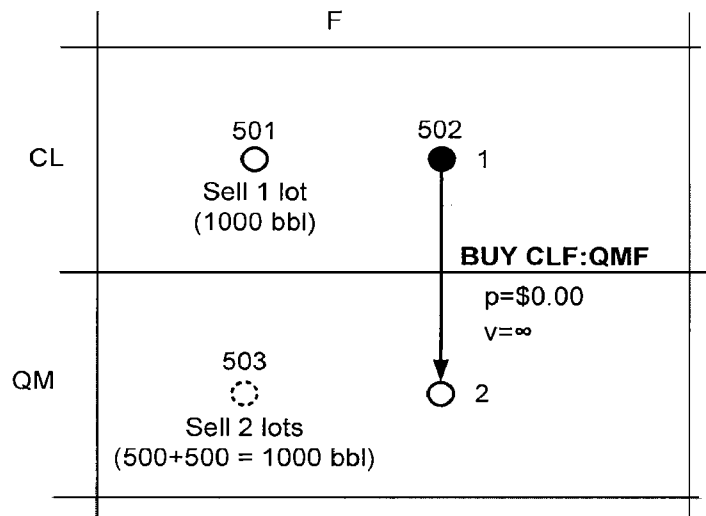 F
501
502
CL
1
Sell 1 lot
(1000 bbl)
BUY CLF:QMF
p=$0.00
v=∞
503
QM
2
Sell 2 lots
(500+500 = 1000 bbl)